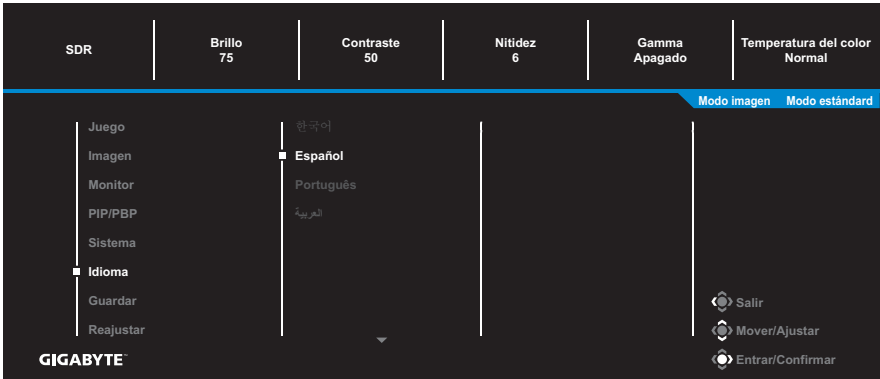 SDR
Brillo
75
Contraste
50
Nitidez
6
Gamma
Apagado
Temperatura del color
Normal
Modo imagen Modo estándard
Juego
Imagen
Monitor
PIP/PBP
Sistema
Idioma
Guardar
Reajustar
한국어
Español
Português
العربية
Salir
Mover/Ajustar
Entrar/Confirmar
GIGABYTE™